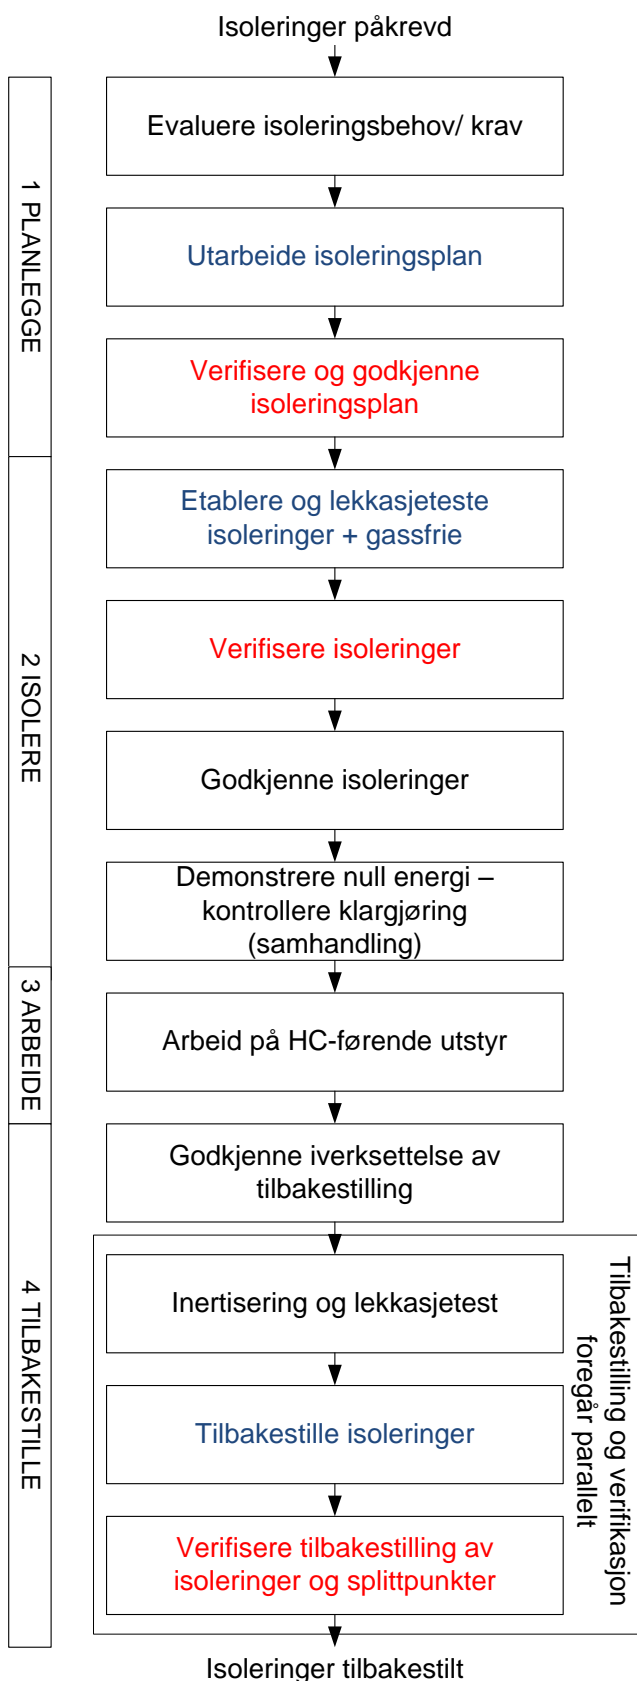 Isoleringer påkrevd
1 PLANLEGGE
Evaluere isoleringsbehov/ krav
Utarbeide isoleringsplan
Verifisere og godkjenne
isoleringsplan
2 ISOLERE
Etablere og lekkasjeteste
isoleringer + gassfrie
Verifisere isoleringer
Godkjenne isoleringer
Demonstrere null energi –
kontrollere klargjøring
(samhandling)
3 ARBEIDE
Arbeid på HC-førende utstyr
4 TILBAKESTILLE
Godkjenne iverksettelse av
tilbakestilling
Tilbakestilling og verifikasjon
foregår parallelt
Inertisering og lekkasjetest
Tilbakestille isoleringer
Verifisere tilbakestilling av
isoleringer og splittpunkter
Isoleringer tilbakestilt